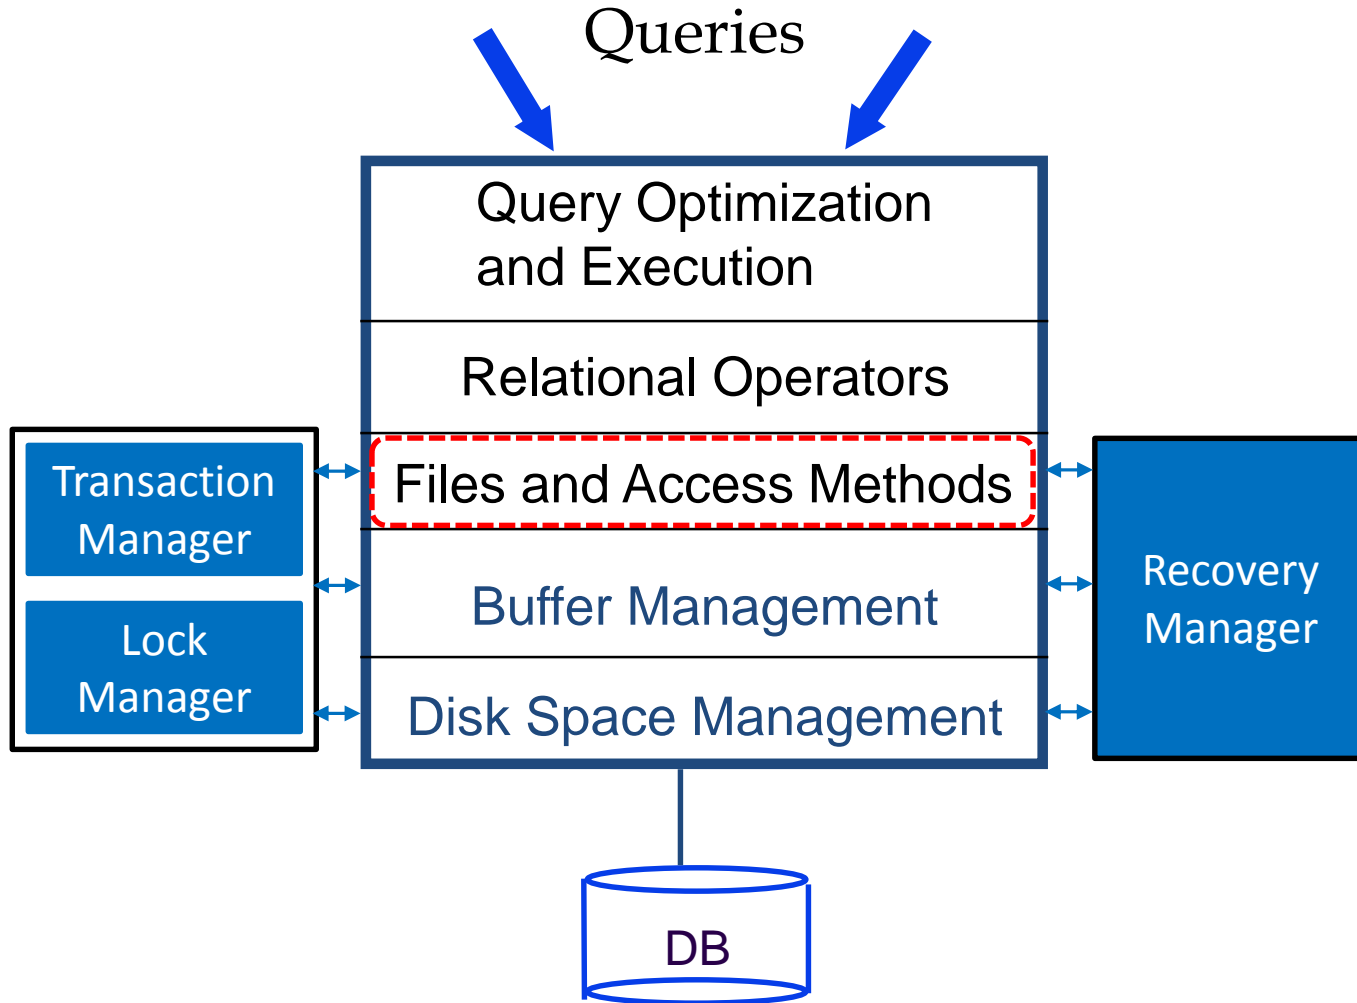 Queries
Query Optimization
and Execution
Relational Operators
Files and Access Methods
Buffer Management
Disk Space Management
Transaction
Manager
Lock
Manager
Recovery
Manager
DB